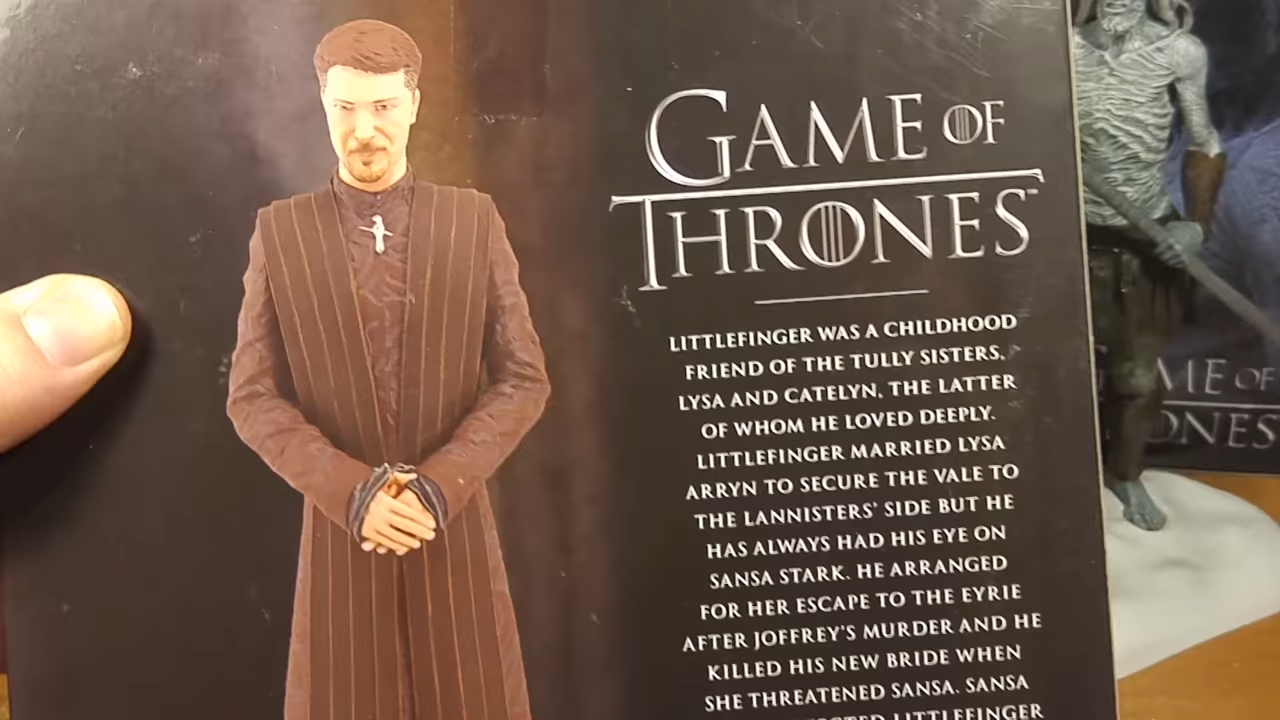 GAME OF
THRONES™
LITTLEFINGER WAS A CHILDHOOD
FRIEND OF THE TULLY SISTERS,
LYSA AND CATELYN, THE LATTER
OF WHOM HE LOVED DEEPLY.
LITTLEFINGER MARRIED LYSA
ARRYN TO SECURE THE VALE TO
THE LANNISTERS' SIDE BUT HE
HAS ALWAYS HAD HIS EYE ON
SANSA STARK. HE ARRANGED
FOR HER ESCAPE TO THE EYRIE
AFTER JOFFREY'S MURDER AND HE
KILLED HIS NEW BRIDE WHEN
SHE THREATENED SANSA. SANSA
LITTLEFINGER
OF